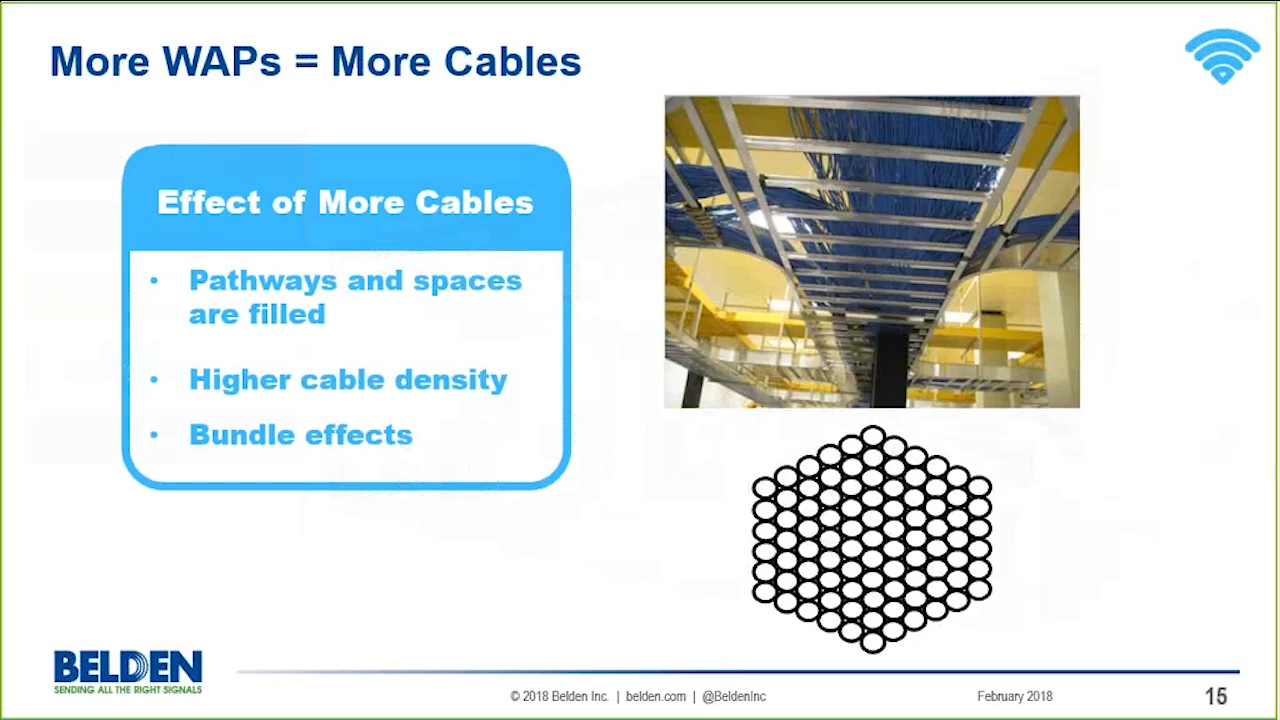 More WAPs = More Cables
Effect of More Cables
• Pathways and spaces
are filled
• Higher cable density
• Bundle effects
BELDEN
SENDING ALL THE RIGHT SIGNALS
© 2018 Belden Inc. | belden.com | @BeldenInc
February 2018
15